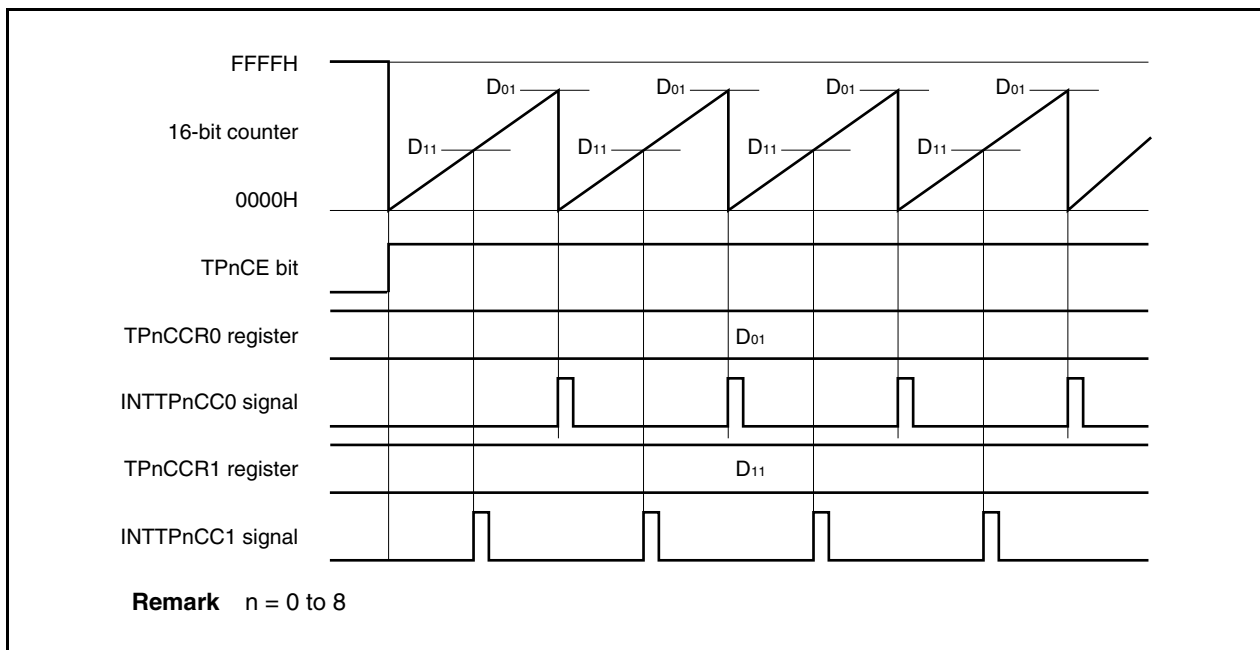 FFFFH
D01 D01 D01 D01
16-bit counter
D11 D11 D11 D11
0000H
TPnCE bit
TPnCCR0 register
D01
INTTPnCC0 signal
TPnCCR1 register
D11
INTTPnCC1 signal
Remark n = 0 to 8